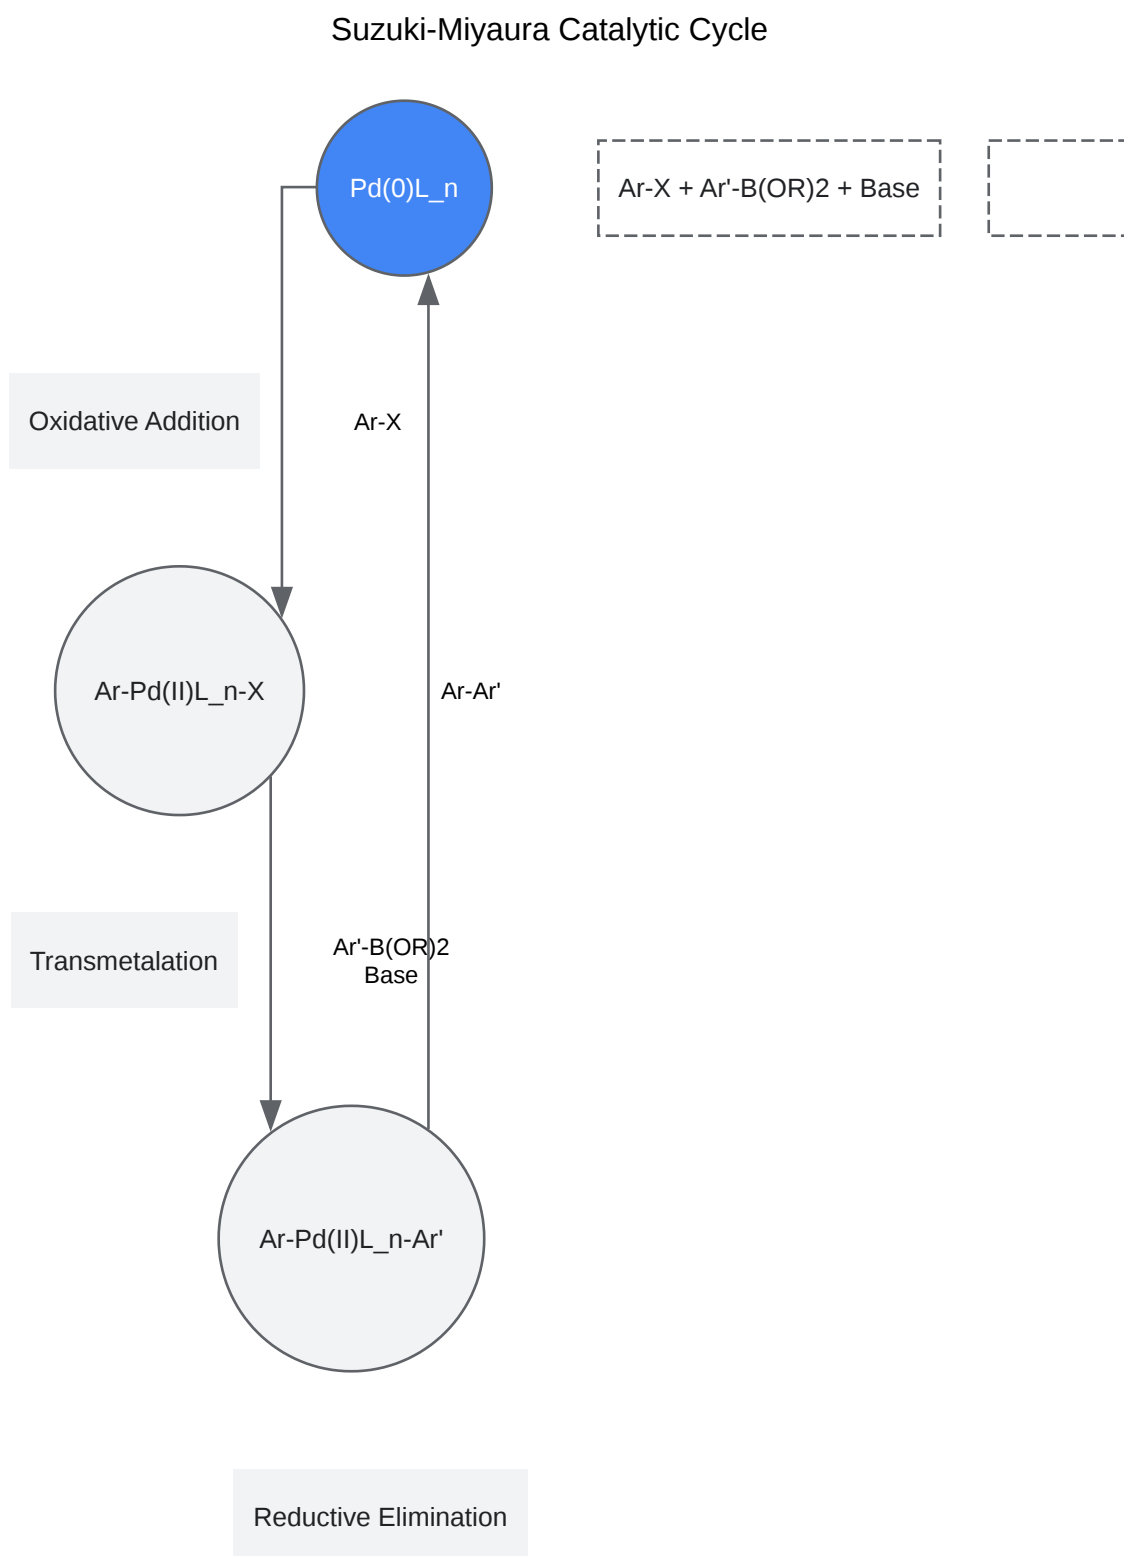 Suzuki-Miyaura Catalytic Cycle
Pd(0)L_n
Ar-X + Ar'-B(OR)2 + Base
Oxidative Addition
Ar-X
Ar-Pd(II)L_n-X
Ar-Ar'
Transmetalation
Ar'-B(OR)2
Base
Ar-Pd(II)L_n-Ar'
Reductive Elimination